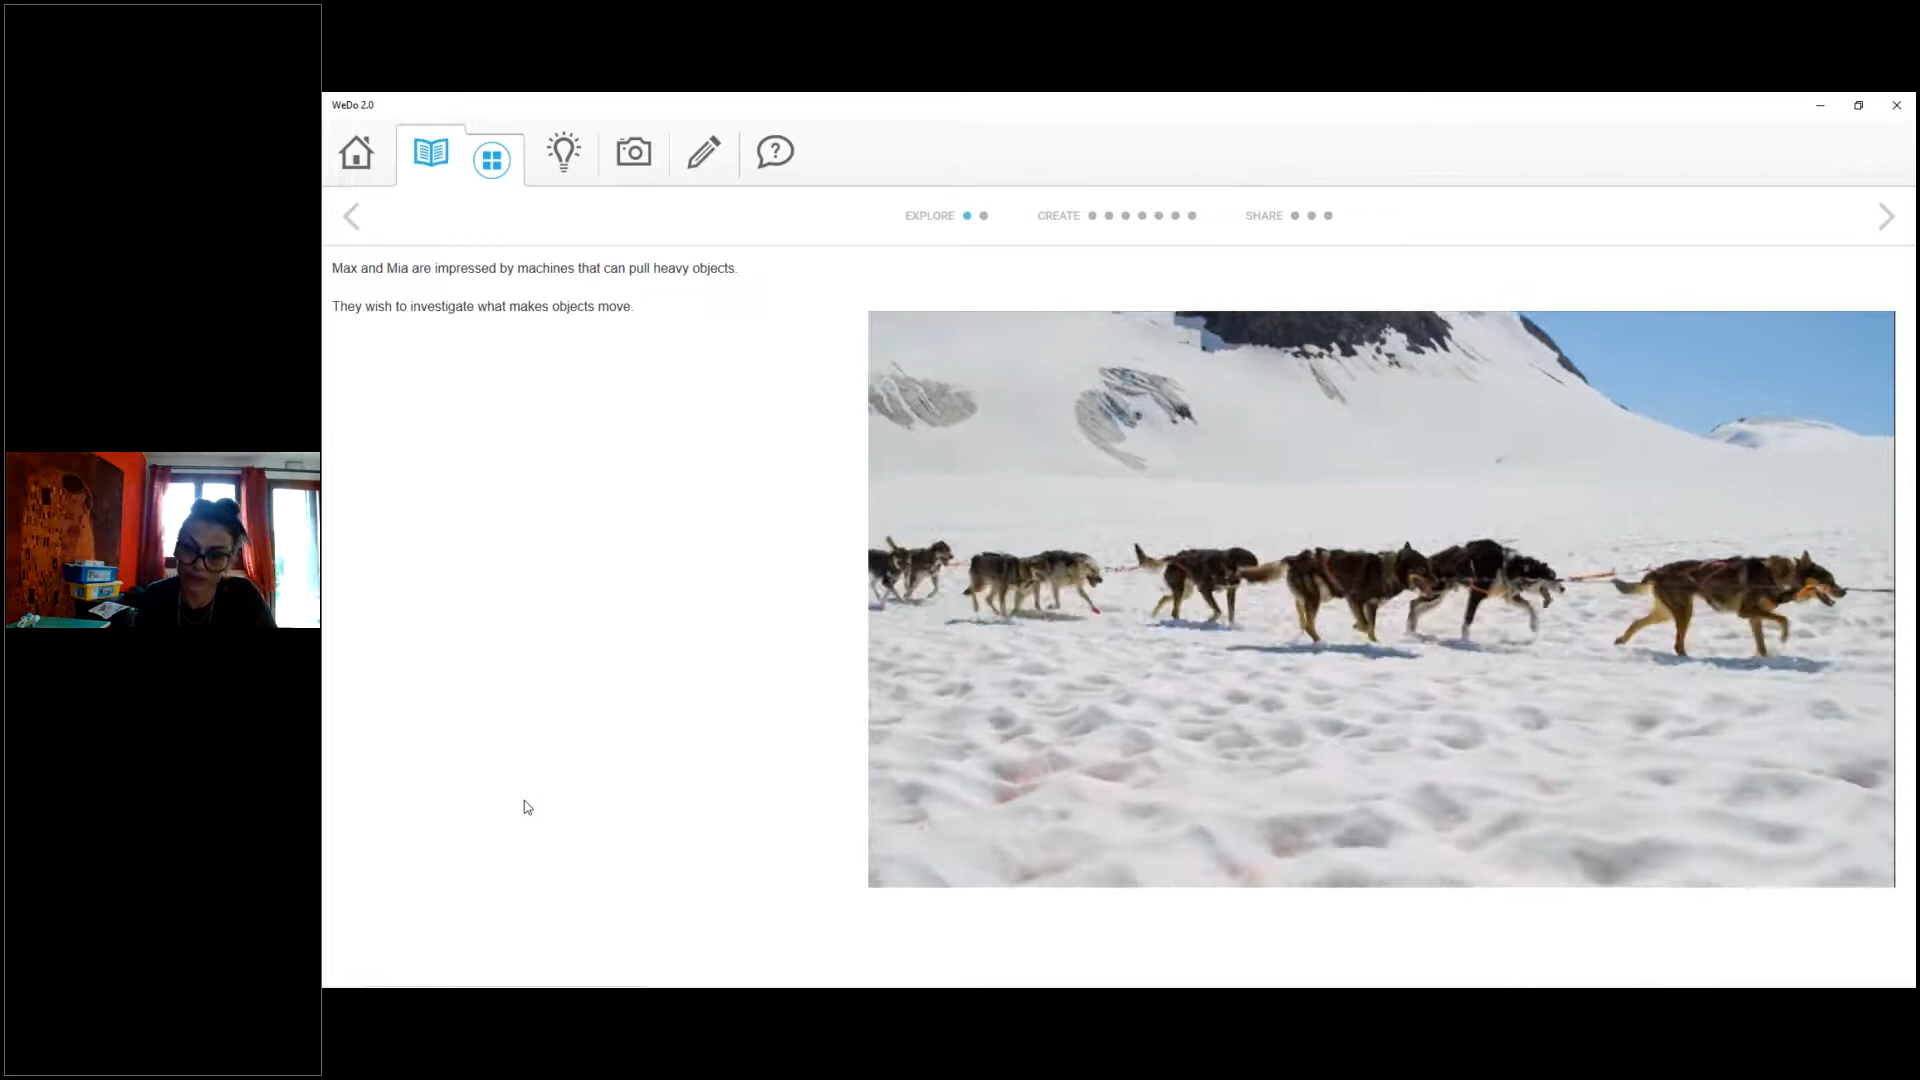 WeDo 2.0
EXPLORE
CREATE
SHARE
Max and Mia are impressed by machines that can pull heavy objects.
They wish to investigate what makes objects move.